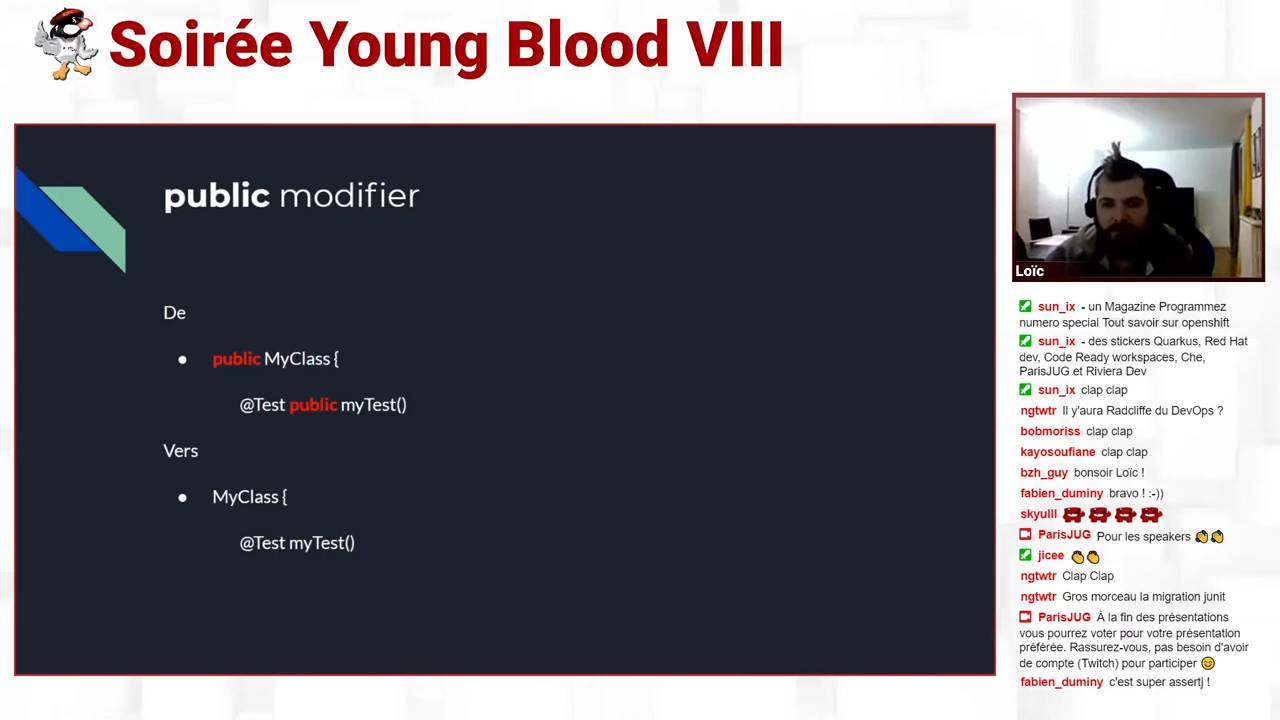 Soirée Young Blood VIII
public modifier
De
● public MyClass {
@Test public myTest()
Vers
● MyClass {
@Test myTest()
Loïc
sun_ix - un Magazine Programmez
numero special Tout savoir sur openshift
sun_ix - des stickers Quarkus, Red Hat
dev, Code Ready workspaces, Che,
ParisJUG et Riviera Dev
sun_ix clap clap
ngtwtr Il y'aura Radcliffe du DevOps ?
bobmoriss clap clap
kayosoufiane clap clap
bzh_guy bonsoir Loïc !
fabien_duminy bravo ! :-))
skyulll
ParisJUG Pour les speakers 👏👏
jicee 👏👏
ngtwtr Clap Clap
ngtwtr Gros morceau la migration junit
ParisJUG À la fin des présentations
vous pourrez voter pour votre présentation
préférée. Rassurez-vous, pas besoin d'avoir
de compte (Twitch) pour participer 😊
fabien_duminy c'est super assertj !